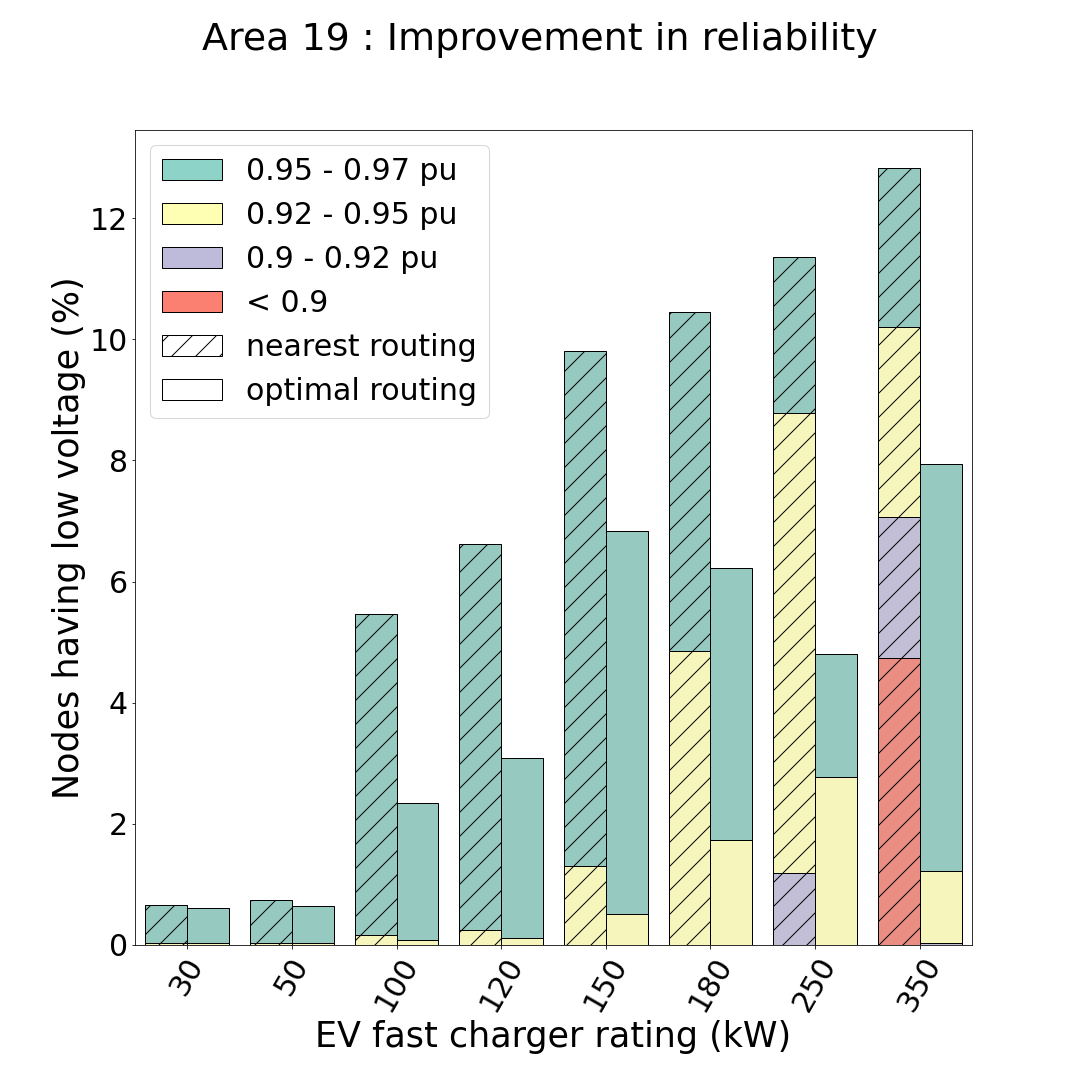 Area 19 : Improvement in reliability
0.95 - 0.97 pu
0.92 - 0.95 pu
0.9 - 0.92 pu
< 0.9
nearest routing
optimal routing
Nodes having low voltage (%)
12
10
8
6
4
2
0
30
50
100
120
150
180
250
350
EV fast charger rating (kW)